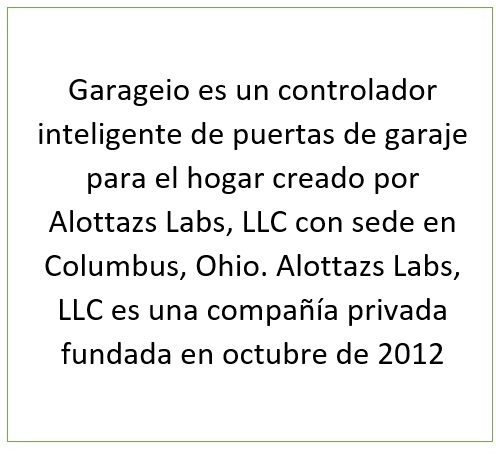 Garageio es un controlador
inteligente de puertas de garaje
para el hogar creado por
Alottazs Labs, LLC con sede en
Columbus, Ohio. Alottazs Labs,
LLC es una compañía privada
fundada en octubre de 2012